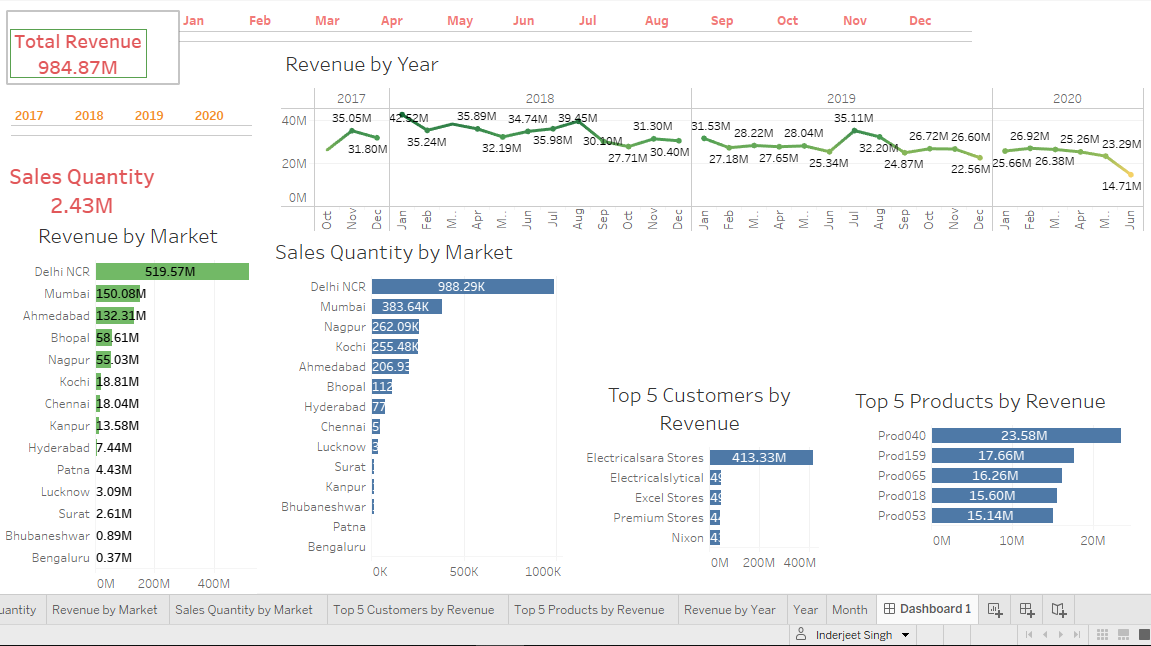 Jan Feb Mar Apr May Jun Jul Aug Sep Oct Nov Dec
Total Revenue
984.87M
2017 2018 2019 2020
Sales Quantity
2.43M
Revenue by Year
2017 2018 2019 2020
40M
20M
0M
35.05M 31.80M 42.52M 35.24M 35.89M 32.19M 34.74M 35.98M 39.45M 27.71M 31.30M 30.40M 31.53M 27.18M 28.22M 27.65M 28.04M 25.34M 35.11M 32.20M 24.87M 26.72M 26.60M 22.56M 25.66M 26.92M 26.38M 25.26M 23.29M 14.71M
Oct Nov Dec Jan Feb M.. Apr M.. Jun Jul Aug Sep Oct Nov Dec Jan Feb M.. Apr M.. Jun Jul Aug Sep Oct Nov Dec Jan Feb M.. Apr M.. Jun
Revenue by Market
Delhi NCR 519.57M
Mumbai 150.08M
Ahmedabad 132.31M
Bhopal 58.61M
Nagpur 55.03M
Kochi 18.81M
Chennai 18.04M
Kanpur 13.58M
Hyderabad 7.44M
Patna 4.43M
Lucknow 3.09M
Surat 2.61M
Bhubaneshwar 0.89M
Bengaluru 0.37M
0M 200M 400M
Sales Quantity by Market
Delhi NCR 988.29K
Mumbai 383.64K
Nagpur 262.09K
Kochi 255.48K
Ahmedabad 206.93
Bhopal 112
Hyderabad 77
Chennai 5
Lucknow 3
Surat
Kanpur
Bhubaneshwar
Patna
Bengaluru
0K 500K 1000K
Top 5 Customers by
Revenue
Electricalsara Stores 413.33M
Electricalslytical 49
Excel Stores 49
Premium Stores 4
Nixon 43
0M 200M 400M
Top 5 Products by Revenue
Prod040 23.58M
Prod159 17.66M
Prod065 16.26M
Prod018 15.60M
Prod053 15.14M
0M 10M 20M
uantity Revenue by Market Sales Quantity by Market Top 5 Customers by Revenue Top 5 Products by Revenue Revenue by Year Year Month Dashboard 1
Inderjeet Singh